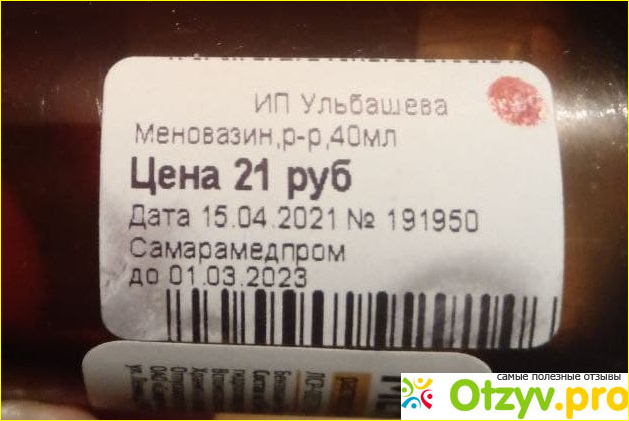 ИП Ульбашева
Меновазин,р-р,40мл
Цена 21 руб
Дата 15.04.2021 № 191950
Самарамедпром
до 01.03.2023
самые полезные отзывы
Otzyv.pro